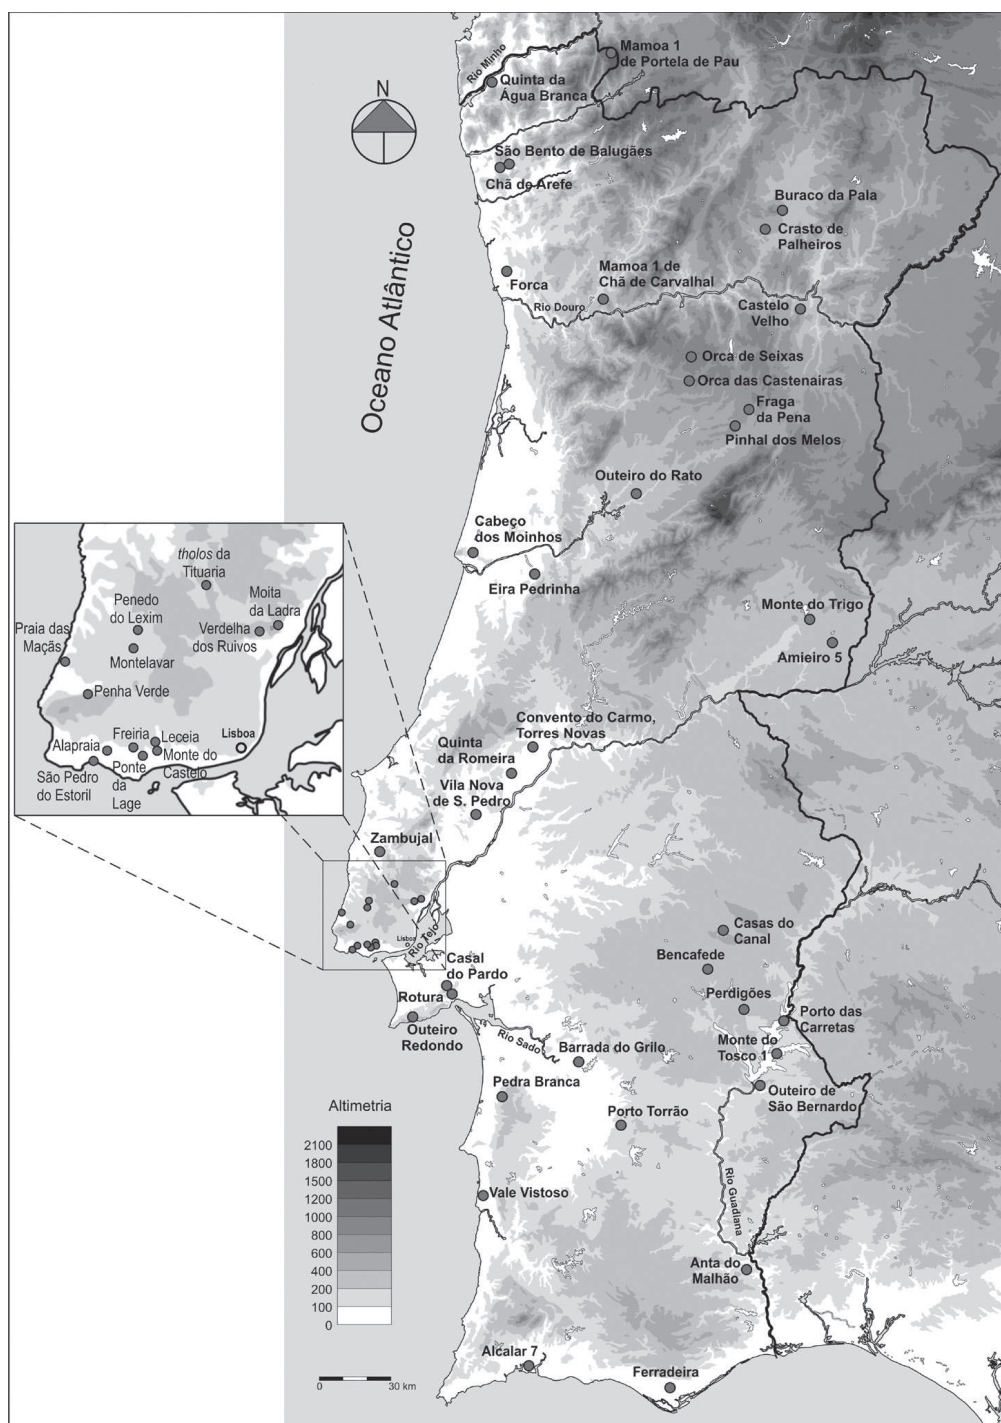 Mamoa 1
de Portela de Pau
Rio Minho
N
Quinta da
Água Branca
São Bento de Balugães
Chã de Arefe
Buraco da Pala
Crasto de
Palheiros
Oceano Atlântico
Mamoa 1 de
Chã de Carvalhal
Forca
Rio Douro
Castelo
Velho
Orca de Seixas
Orca das Castenairas
Fraga
da Pena
Pinhal dos Melos
Outeiro do Rato
Cabeço
dos Moinhos
Eira Pedrinha
tholos da
Tituaria
Penedo
do Lexim
Moita
da Ladra
Praia das
Maçãs
Verdelha
dos Ruivos
Montelavar
Penha Verde
Freiria
Leceia
Lisboa
Alapraia
Monte do
Castelo
São Pedro
do Estoril
Ponte
da
Lage
Monte do Trigo
Amieiro 5
Convento do Carmo,
Torres Novas
Quinta
da Romeira
Vila Nova
de S. Pedro
Zambujal
Lisboa
Rio Tejo
Casas do
Canal
Bencafede
Casal
do Pardo
Rotura
Perdigões
Porto das
Carretas
Outeiro
Redondo
Rio Sado
Monte do
Tosco 1
Barrada do Grilo
Pedra Branca
Outeiro de
São Bernardo
Porto Torrão
Altimetria
2100
1800
1500
1200
1000
800
600
400
200
100
0
Vale Vistoso
Rio Guadiana
Anta do
Malhão
Alcalar 7
Ferradeira
0 30 km